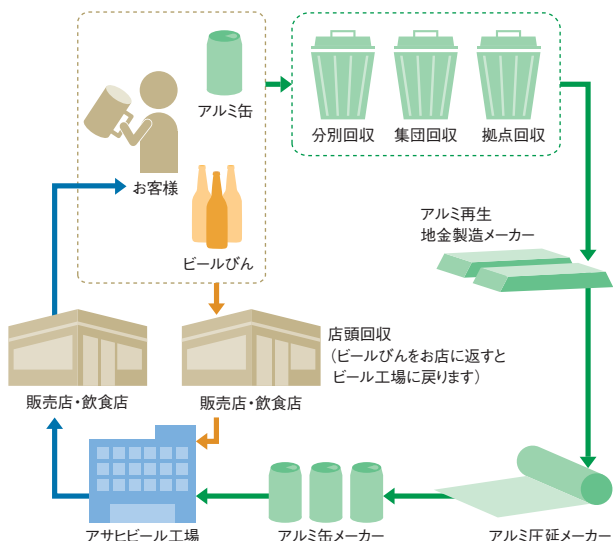 アルミ缶
分別回収
集団回収
拠点回収
お客様
ビールびん
アルミ再生
地金製造メーカー
店頭回収
（ビールびんをお店に返すと
ビール工場に戻ります）
販売店・飲食店
販売店・飲食店
アサヒビール工場
アルミ缶メーカー
アルミ圧延メーカー